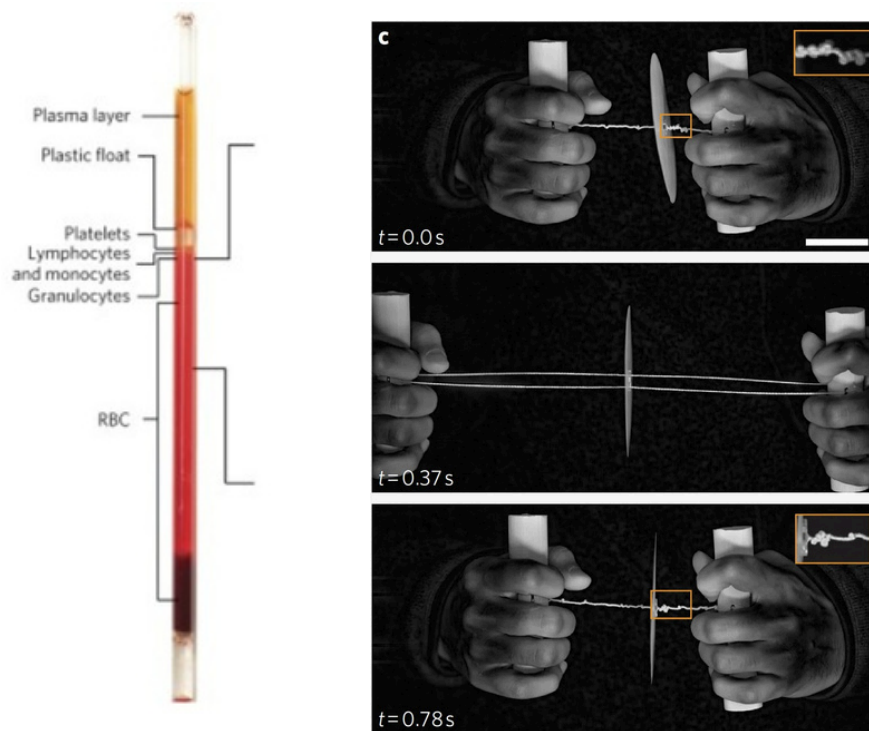 Plasma layer
Plastic float
Platelets
Lymphocytes
and monocytes
Granulocytes
RBC
c
t=0.0 s
t=0.37 s
t=0.78 s